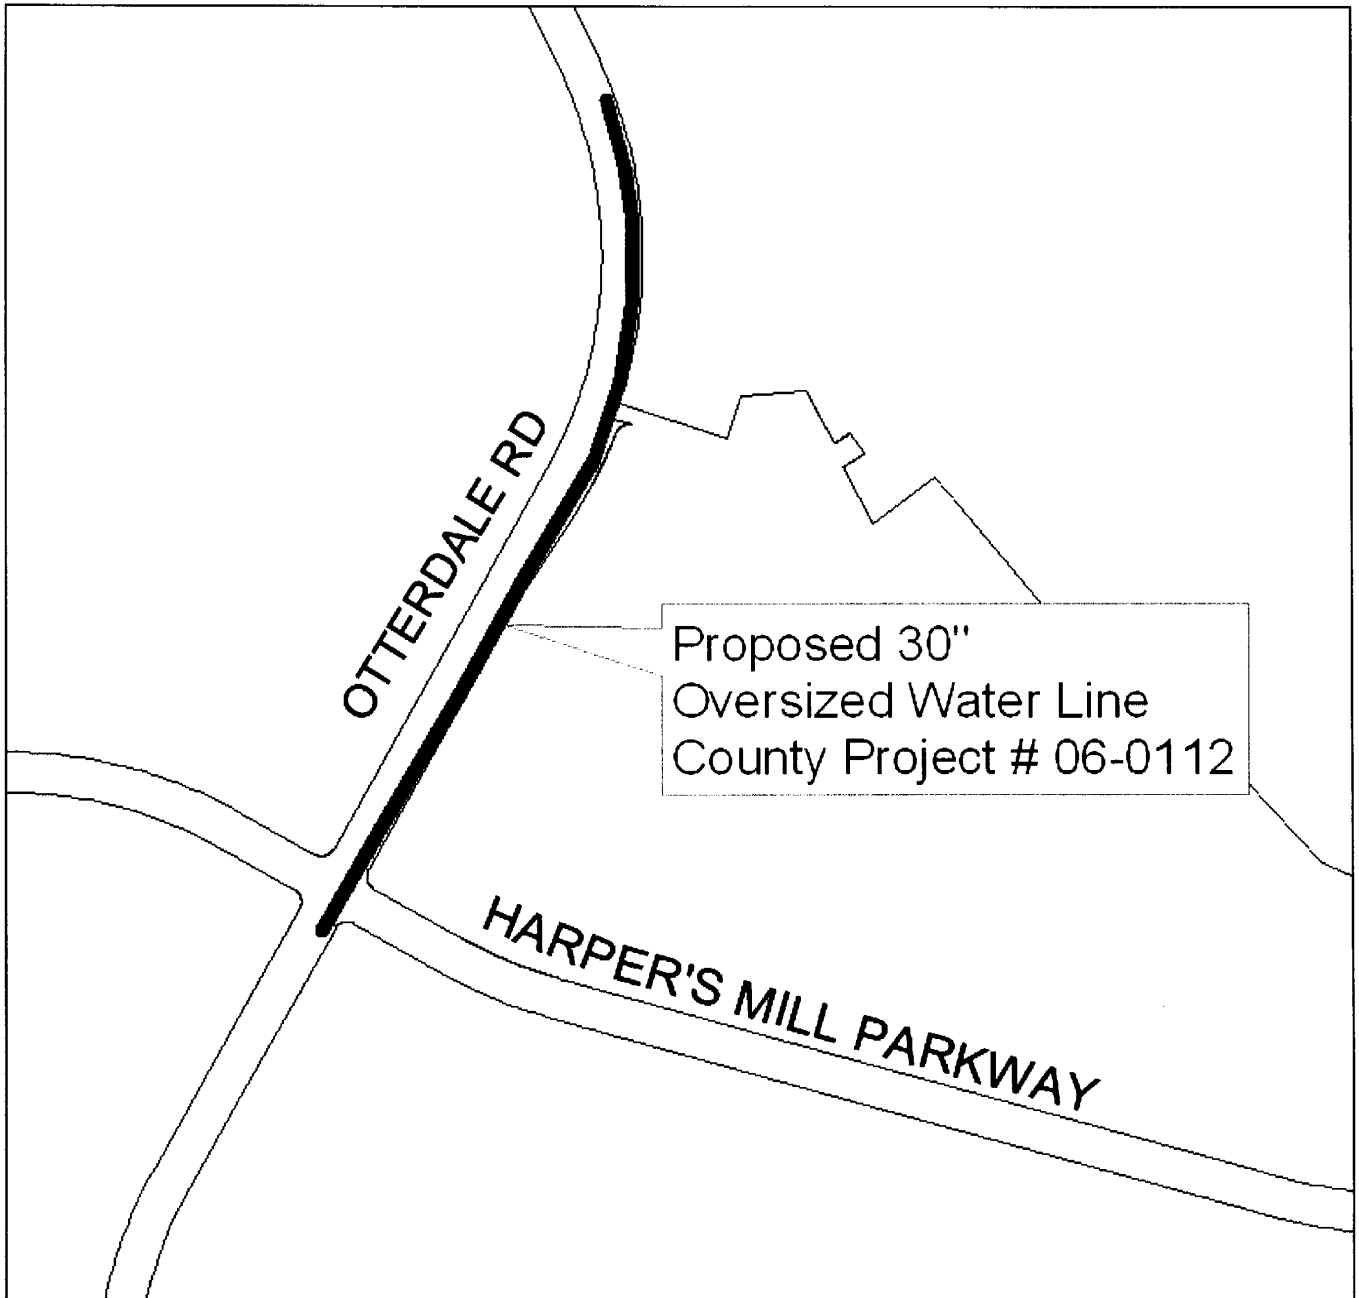 OTTERDALE RD
Proposed 30"
Oversized Water Line
County Project # 06-0112
HARPER'S MILL PARKWAY